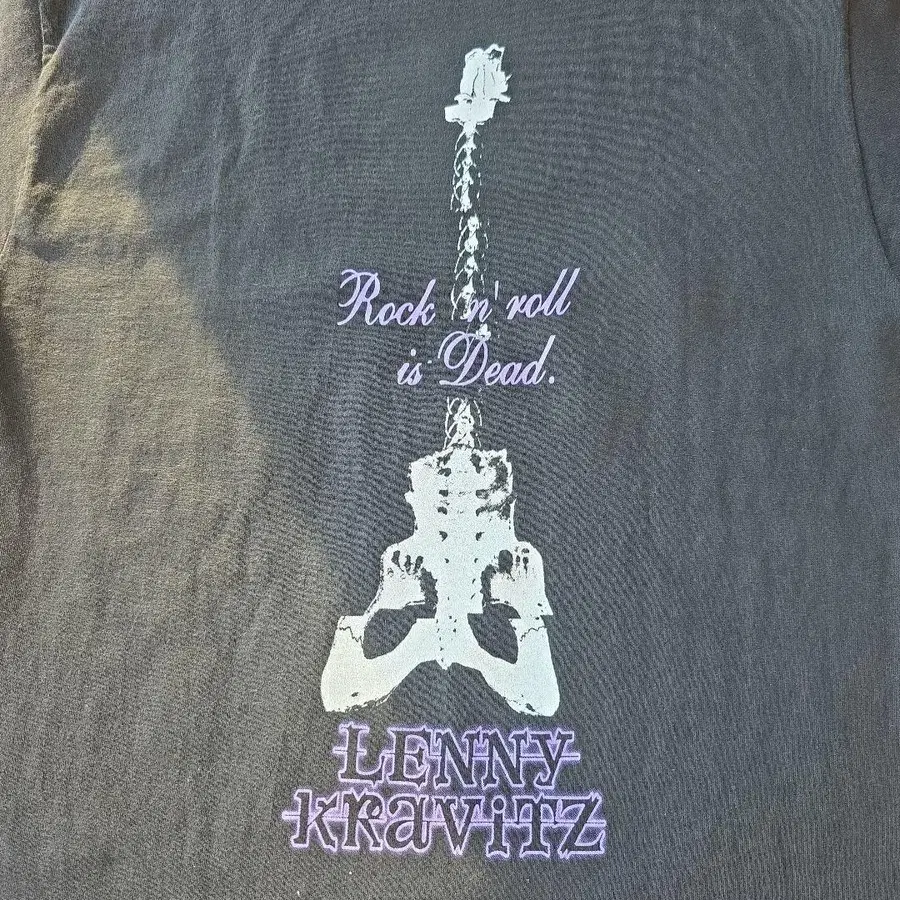 Rock 'n' roll
is Dead.
LENNY
KRaViTZ